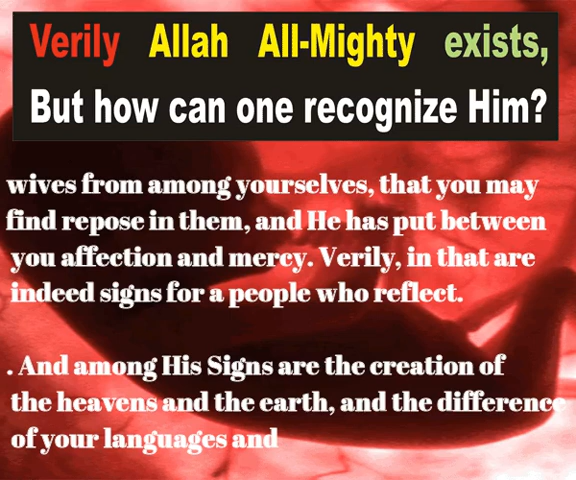 Verily Allah All-Mighty exists,
But how can one recognize Him?
wives from among yourselves, that you may
find repose in them, and He has put between
you affection and mercy. Verily, in that are
indeed signs for a people who reflect.
. And among His Signs are the creation of
the heavens and the earth, and the difference
of your languages and